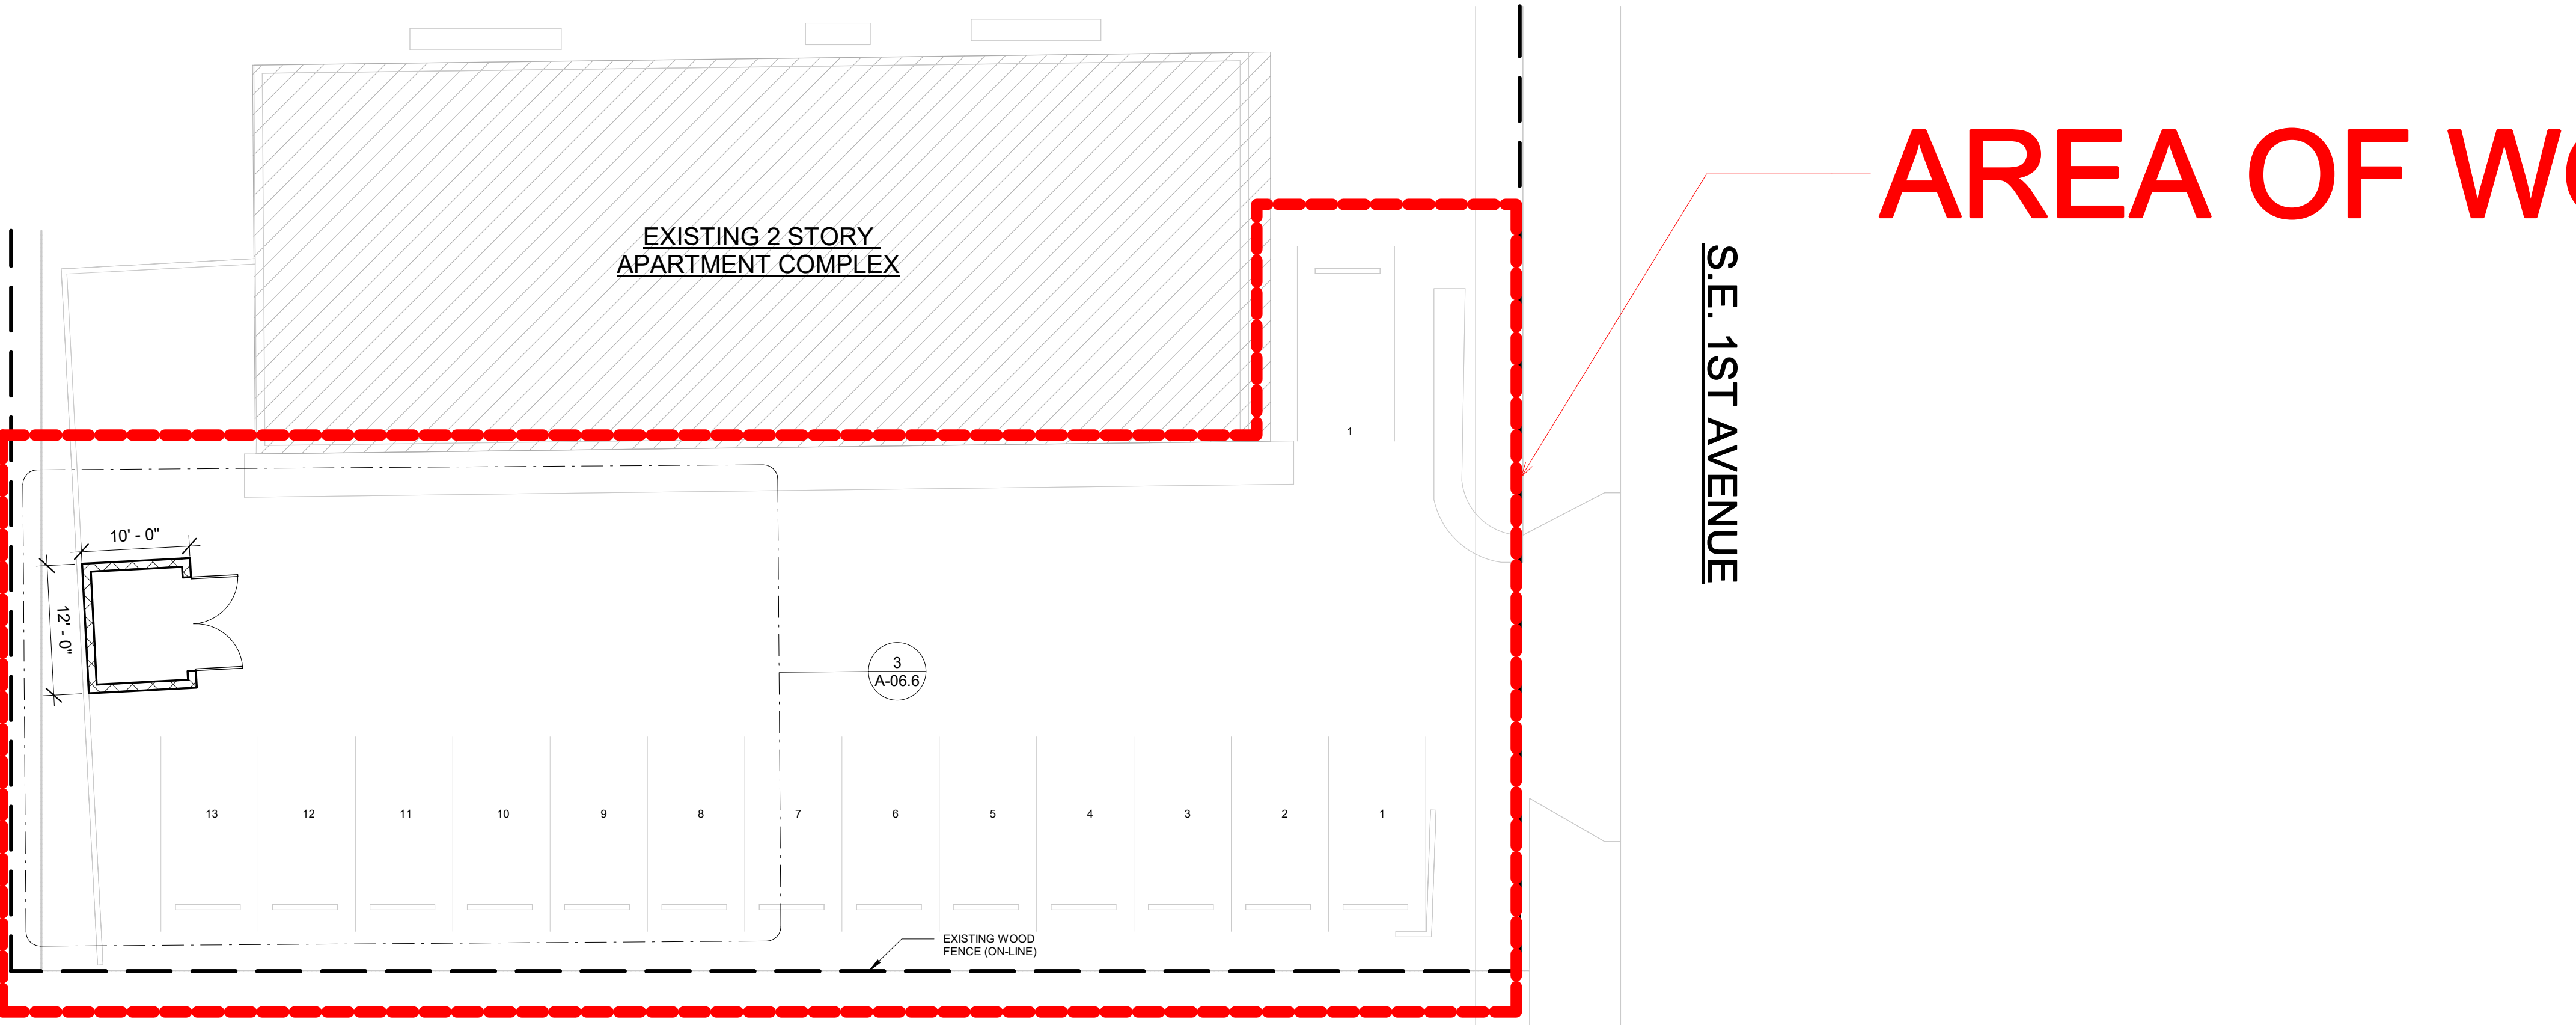 AREA OF
EXISTING 2 STORY
APARTMENT COMPLEX
S.E. 1ST AVENUE
1
10' - 0"
12' - 0"
3
A-06.6
13 12 11 10 9 8 7 6 5 4 3 2 1
EXISTING WOOD
FENCE (ON-LINE)